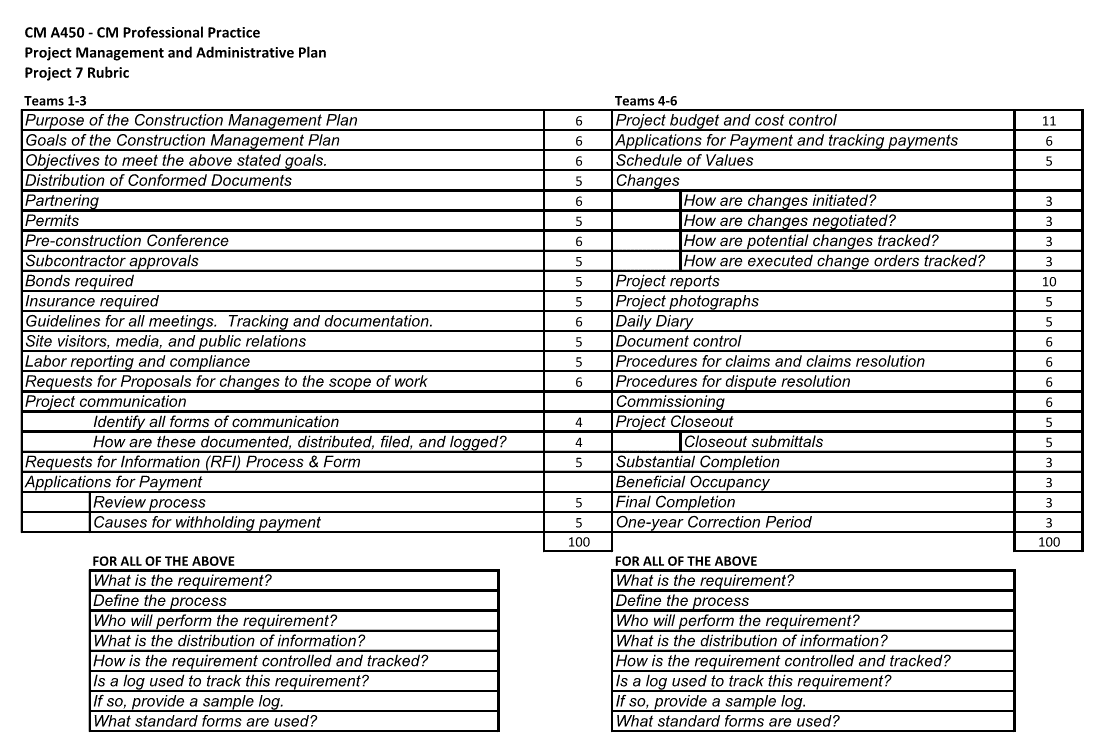 CM A450 - CM Professional Practice
Project Management and Administrative Plan
Project 7 Rubric
Teams 1-3
Purpose of the Construction Management Plan 6
Goals of the Construction Management Plan 6
Objectives to meet the above stated goals. 6
Distribution of Conformed Documents 5
Partnering 6
Permits 5
Pre-construction Conference 6
Subcontractor approvals 5
Bonds required 5
Insurance required 5
Guidelines for all meetings.  Tracking and documentation. 6
Site visitors, media, and public relations 5
Labor reporting and compliance 5
Requests for Proposals for changes to the scope of work 6
Project communication
Identify all forms of communication 4
How are these documented, distributed, filed, and logged? 4
Requests for Information (RFI) Process & Form 5
Applications for Payment
Review process 5
Causes for withholding payment 5
100
FOR ALL OF THE ABOVE
What is the requirement?
Define the process
Who will perform the requirement?
What is the distribution of information?
How is the requirement controlled and tracked?
Is a log used to track this requirement?
If so, provide a sample log.
What standard forms are used?
Teams 4-6
Project budget and cost control 11
Applications for Payment and tracking payments 6
Schedule of Values 5
Changes
How are changes initiated? 3
How are changes negotiated? 3
How are potential changes tracked? 3
How are executed change orders tracked? 3
Project reports 10
Project photographs 5
Daily Diary 5
Document control 6
Procedures for claims and claims resolution 6
Procedures for dispute resolution 6
Commissioning 6
Project Closeout 5
Closeout submittals 5
Substantial Completion 3
Beneficial Occupancy 3
Final Completion 3
One-year Correction Period 3
100
FOR ALL OF THE ABOVE
What is the requirement?
Define the process
Who will perform the requirement?
What is the distribution of information?
How is the requirement controlled and tracked?
Is a log used to track this requirement?
If so, provide a sample log.
What standard forms are used?